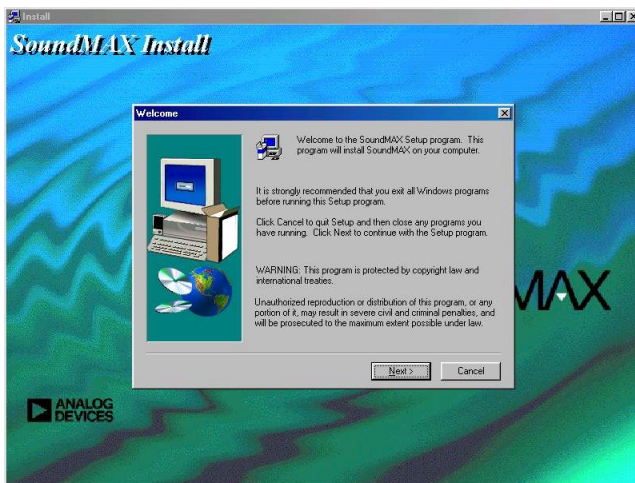 Install
SoundMAX Install
Welcome
Welcome to the SoundMAX Setup program. This
program will install SoundMAX on your computer.
It is strongly recommended that you exit all Windows programs
before running this Setup program.
Click Cancel to quit Setup and then close any programs you
have running. Click Next to continue with the Setup program.
WARNING: This program is protected by copyright law and
international treaties.
Unauthorized reproduction or distribution of this program, or any
portion of it, may result in severe civil and criminal penalties, and
will be prosecuted to the maximum extent possible under law.
MAX
Next >
Cancel
ANALOG
DEVICES